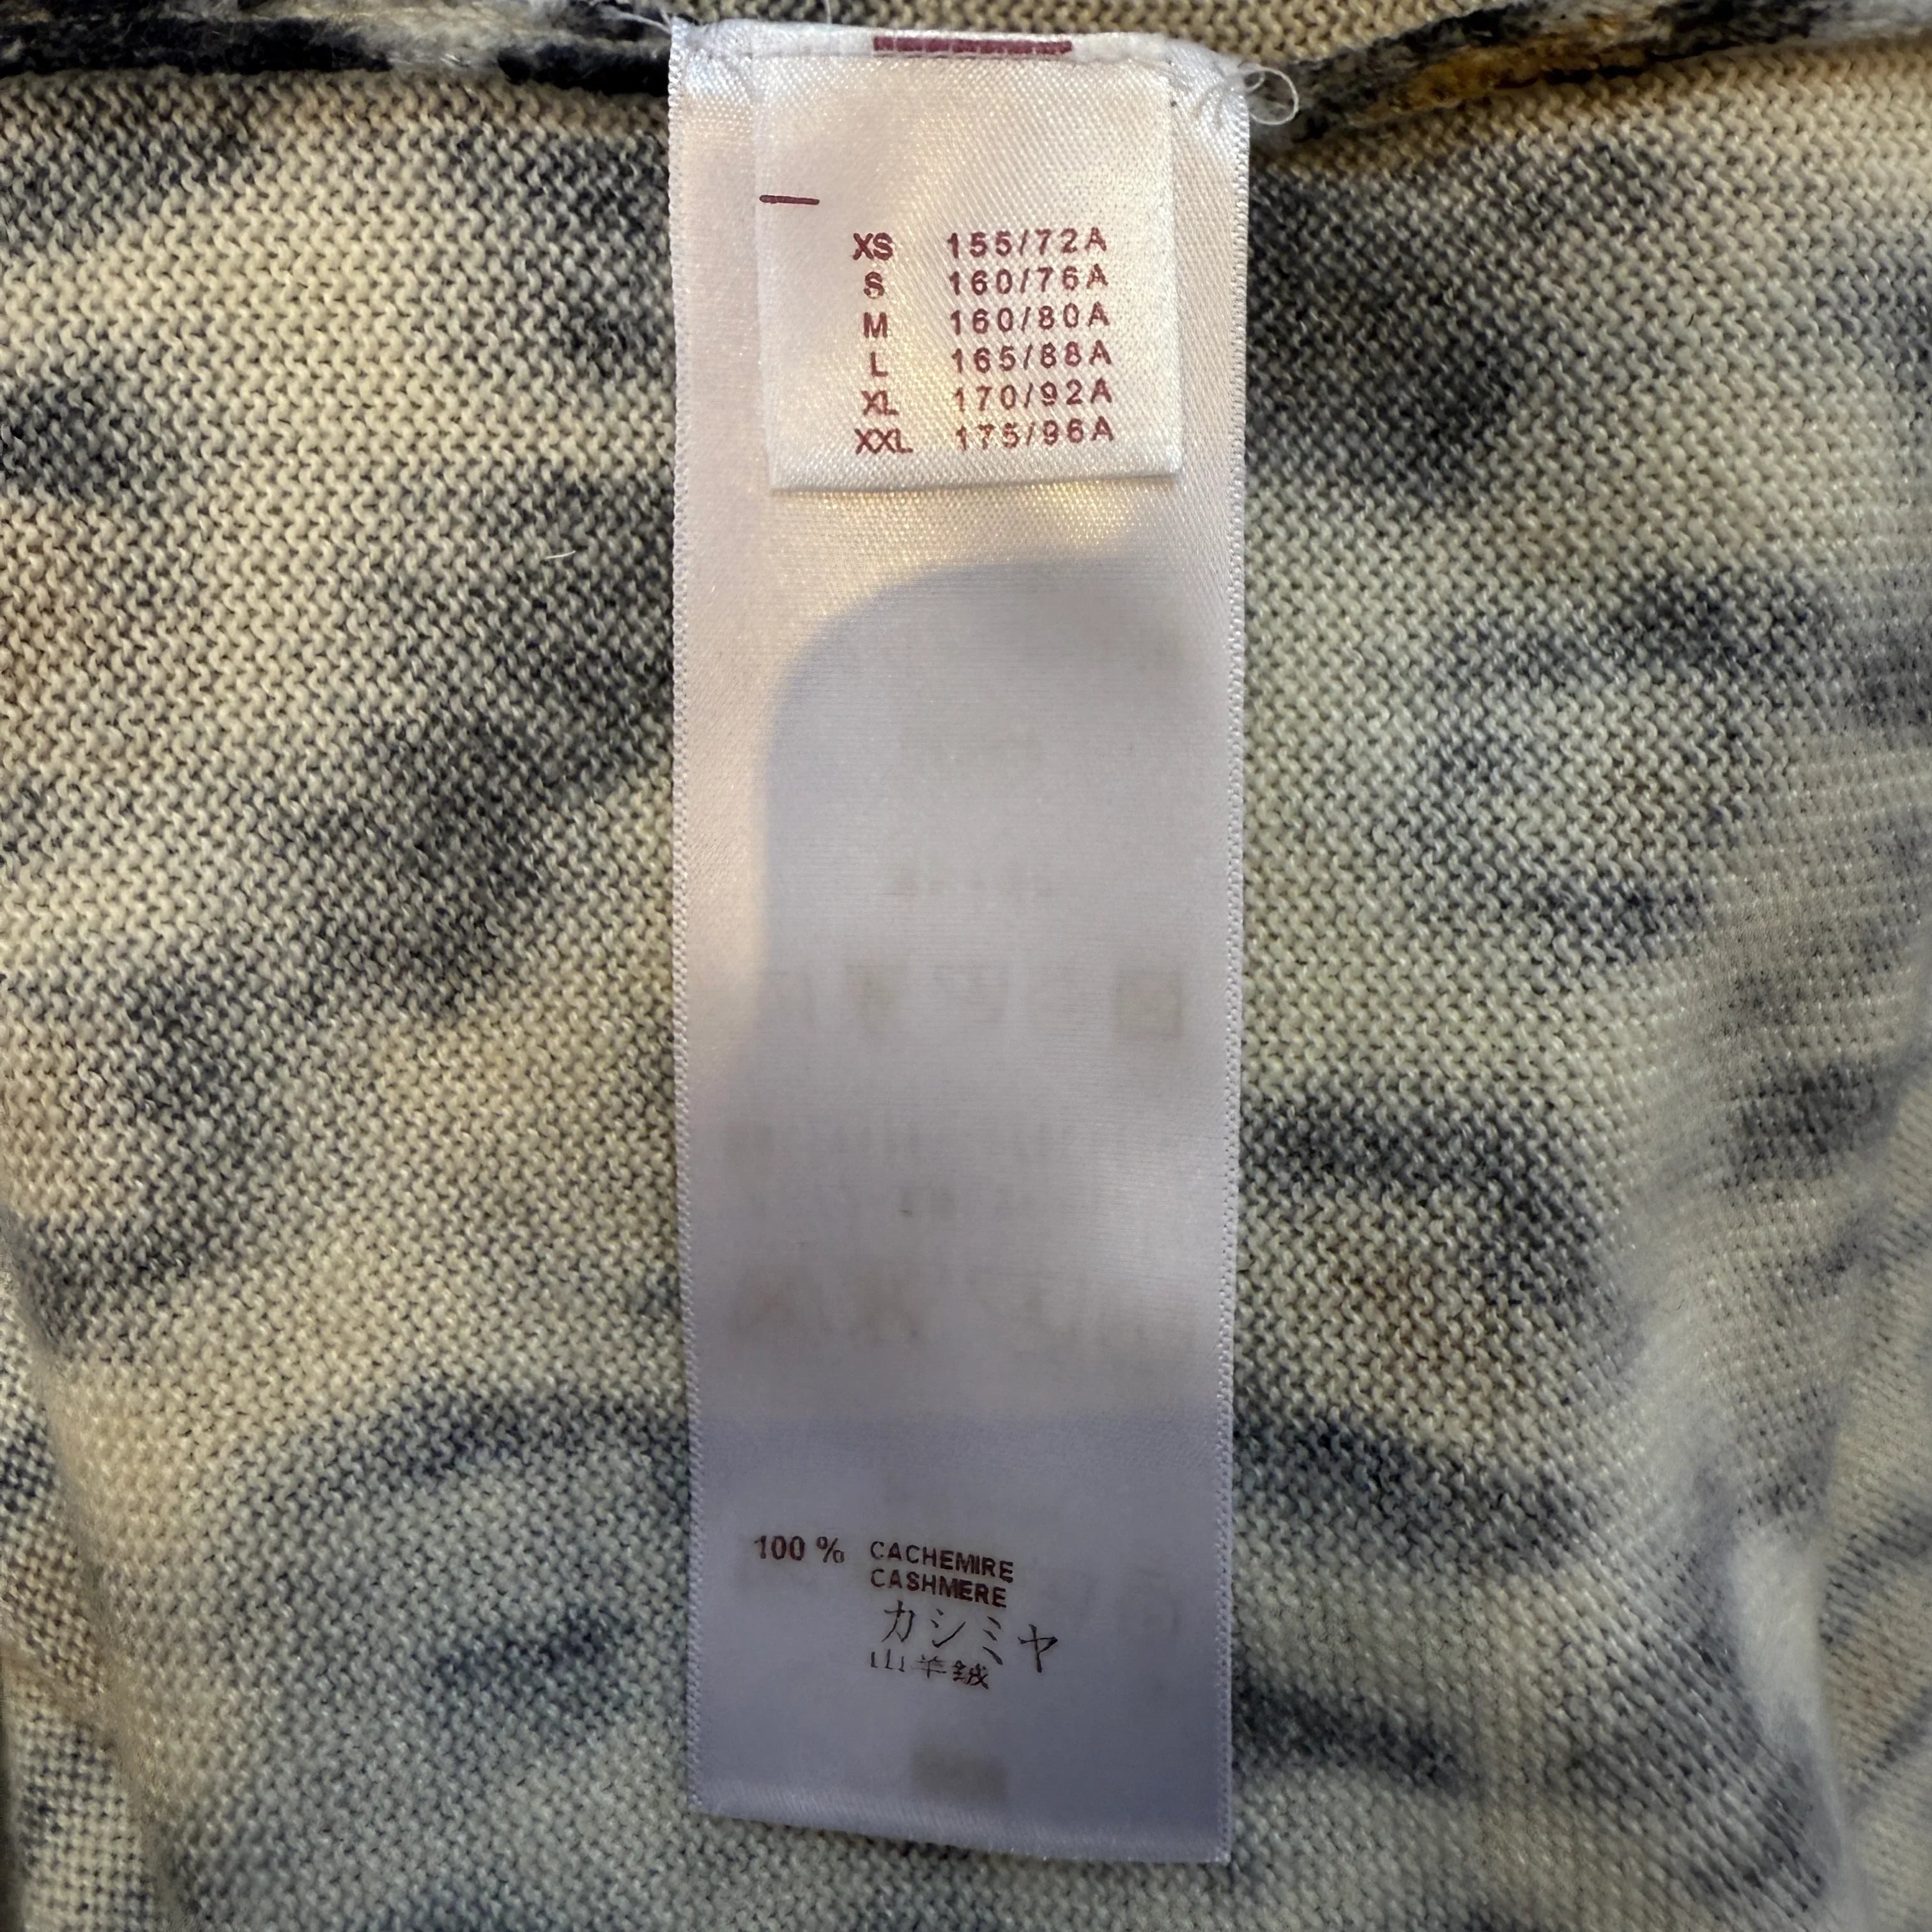 XS 155/72A
S 160/76A
M 160/80A
L 165/88A
XL 170/92A
XXL 175/96A
100 % CACHEMIRE
CASHMERE
カシミヤ
山羊絨